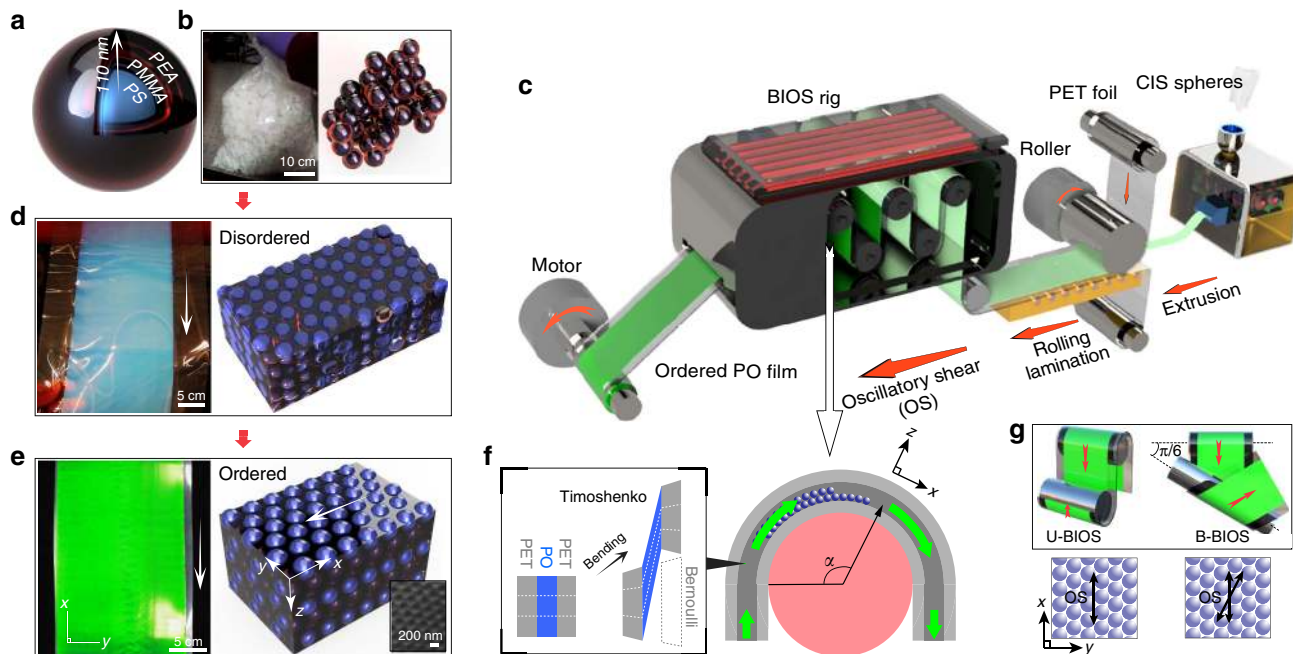 a
110 nm
PEA
PMMA
PS
b
10 cm
c
BIOS rig
PET foil
CIS spheres
Roller
Motor
Extrusion
Rolling
lamination
Ordered PO film
Oscillatory shear
(OS)
d
Disordered
5 cm
e
Ordered
x
y
5 cm
y
x
z
200 nm
f
Timoshenko
PET
PO
PET
Bending
Bernoulli
z
x
α
g
π/6
U-BIOS
B-BIOS
OS
OS
x
y